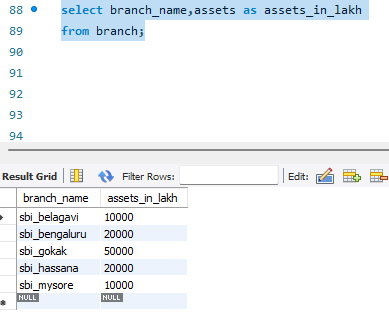 88 select branch_name,assets as assets_in_lakh
89 from branch;
90
91
92
93
94
Result Grid Filter Rows: Edit:
branch_name assets_in_lakh
sbi_belagavi 10000
sbi_bengaluru 20000
sbi_gokak 50000
sbi_hassana 20000
sbi_mysore 10000
NULL NULL